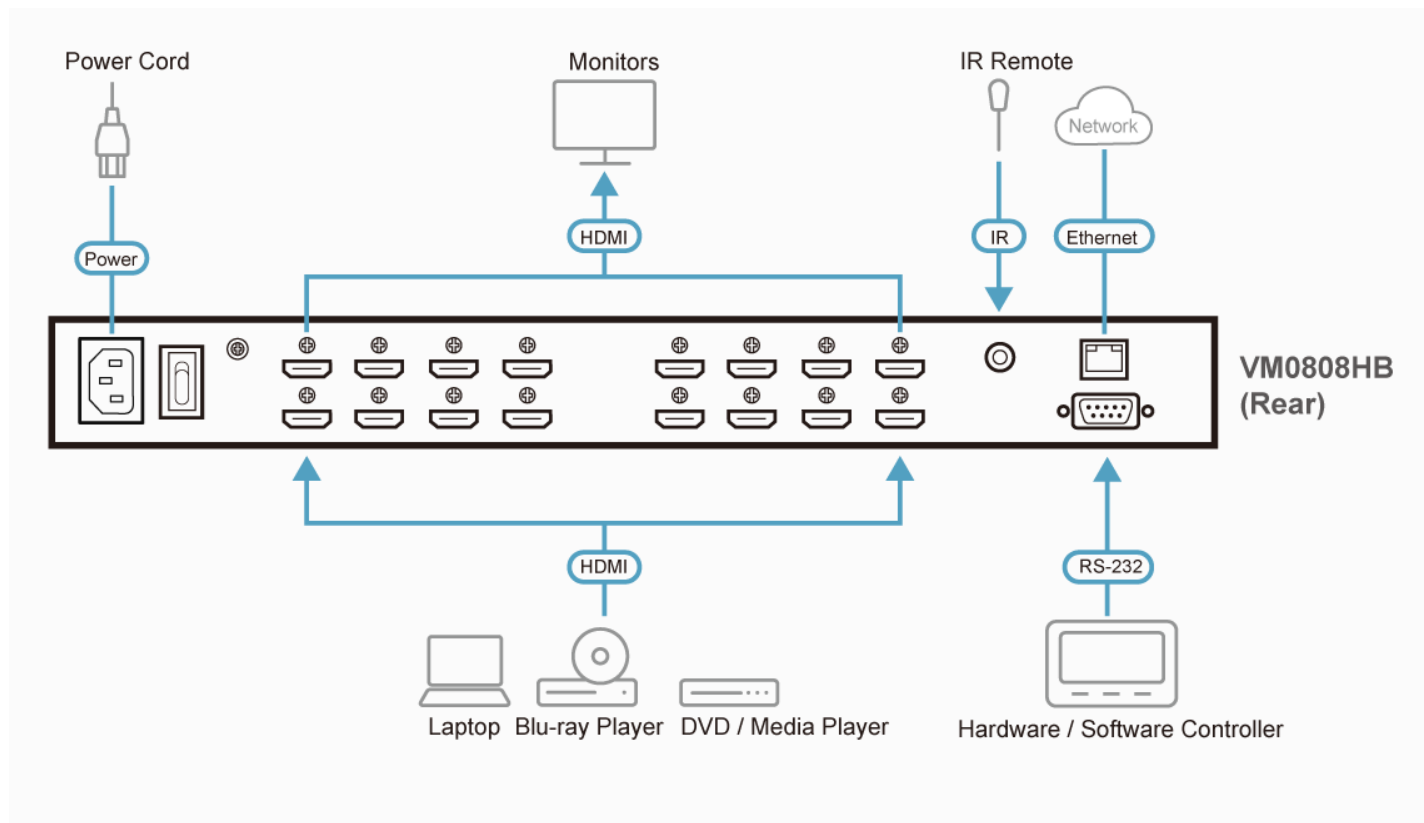 Power Cord
Monitors
IR Remote
Network
HDMI
IR
Ethernet
Power
VM0808HB
(Rear)
HDMI
RS-232
Laptop
Blu-ray Player
DVD / Media Player
Hardware / Software Controller